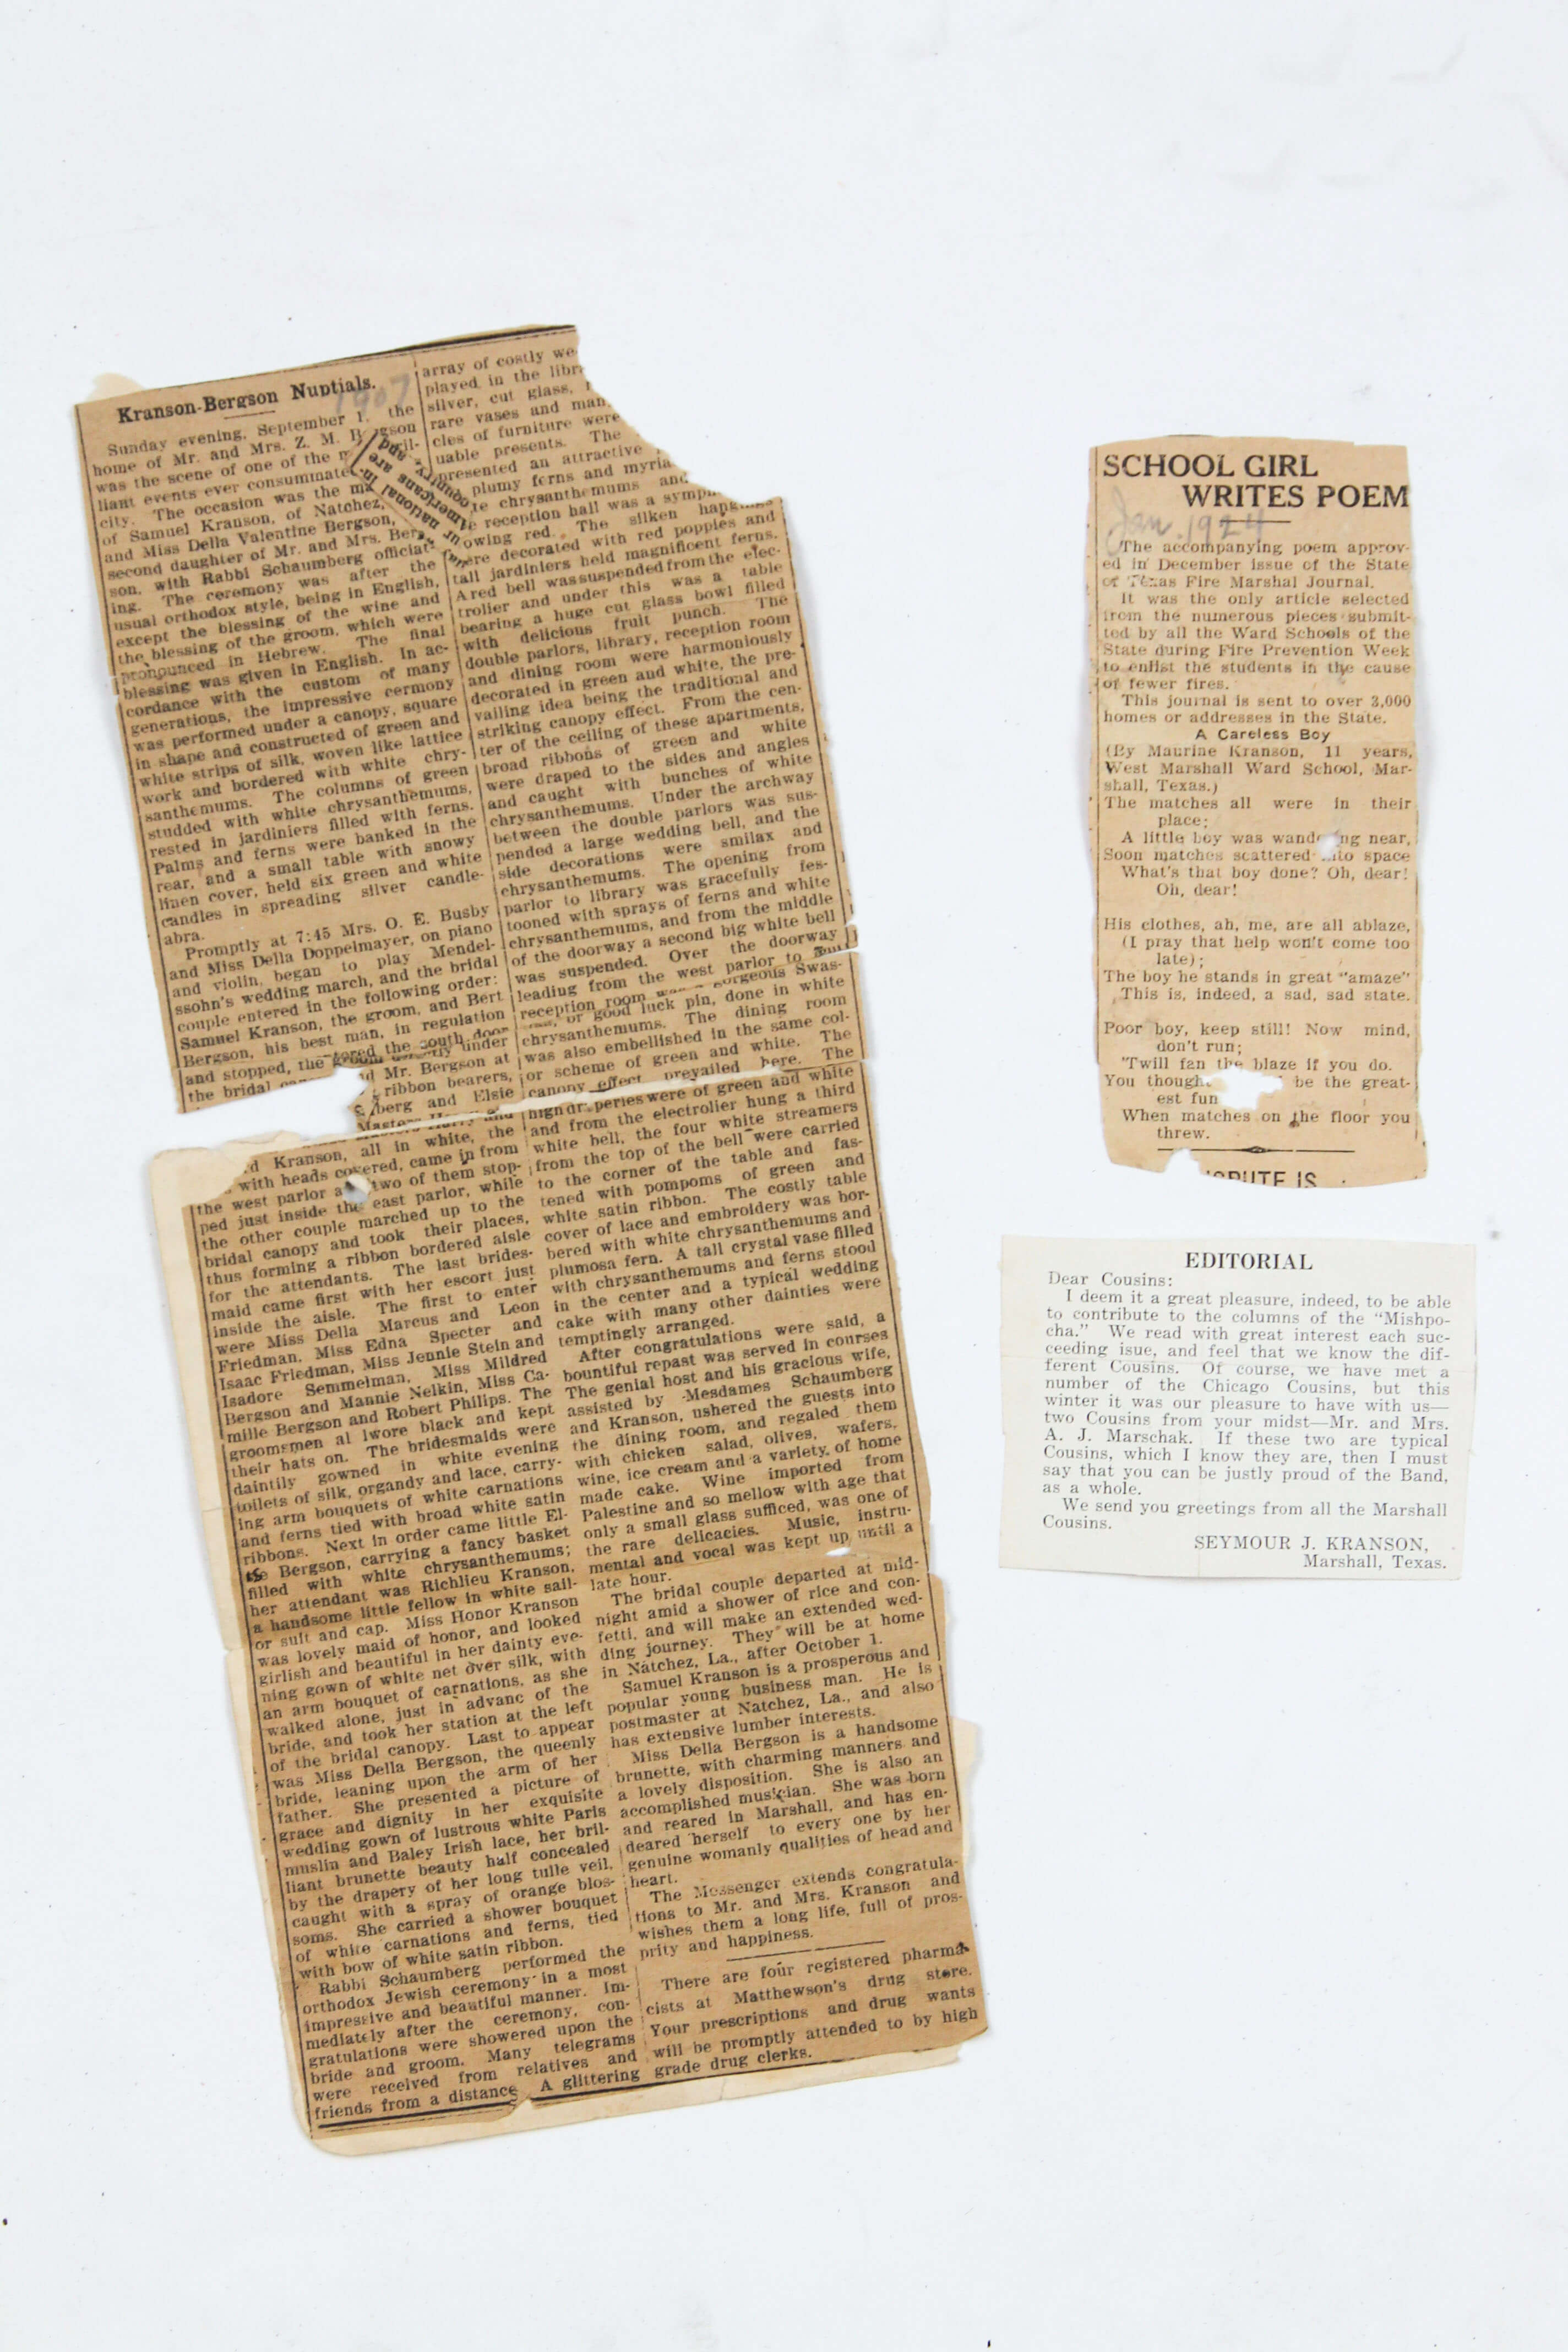 Kranson-Bergson Nuptials.
1907
Sunday evening, September 1, the
home of Mr. and Mrs. Z. M. B gson
was the scene of one of the
liant events ever consummate
city. The occasion was the ma
of Samuel Kranson, of Natchez,
and Miss Della Valentine Bergson,
second daughter of Mr. and Mrs. Ber
son, with Rabbi Schaumberg officiat-
ing. The ceremony was after the
usual orthodox style, being in English,
except the blessing of the wine and
the blessing of the groom, which were
pronounced in Hebrew. The final
blessing was given in English. In ac-
cordance with the custom of many
generations, the impressive cermony
was performed under a canopy, square
in shape and constructed of green and
white strips of silk, woven like lattice
work and bordered with white chry-
santhemums. The columns of green
studded with white chrysanthemums,
rested in jardiniers filled with ferns.
Palms and ferns were banked in the
rear, and a small table with snowy
linen cover, held six green and white
candles in spreading silver candle-
abra.
Promptly at 7:45 Mrs. O. E. Busby
and Miss Della Doppelmayer, on piano
and violin, began to play Mendel-
ssohn's wedding march, and the bridal
couple entered in the following order:
Samuel Kranson, the groom, and Bert
Bergson, his best man, in regulation
the south door
and stopped, the groom under
the bridal Mr. Bergson at
ribbon bearers,
berg and Elsie
Masters Harry and
d Kranson, all in white, the
with heads covered, came in from
the west parlor a two of them stop-
ped just inside the east parlor, while
the other couple marched up to the
bridal canopy and took their places,
thus forming a ribbon bordered aisle
for the attendants. The last brides-
maid came first with her escort just
inside the aisle. The first to enter
were Miss Della Marcus and Leon
Friedman, Miss Edna Specter and
Isaac Friedman, Miss Jennie Stein and
Isadore Semmelman, Miss Mildred
Bergson and Mannie Nelkin, Miss Ca-
mille Bergson and Robert Philips. The
groomsmen al lwore black and kept
their hats on. The bridesmaids were
daintily gowned in white evening
toilets of silk, organdy and lace, carry-
ing arm bouquets of white carnations
and ferns tied with broad white satin
ribbons. Next in order came little El-
sie Bergson, carrying a fancy basket
filled with white chrysanthemums;
her attendant was Richlieu Kranson,
a handsome little fellow in white sail-
or suit and cap. Miss Honor Kranson
was lovely maid of honor, and looked
girlish and beautiful in her dainty eve-
ning gown of white net over silk, with
an arm bouquet of carnations, as she
walked alone, just in advanc of the
bride, and took her station at the left
of the bridal canopy. Last to appear
was Miss Della Bergson, the queenly
bride, leaning upon the arm of her
father. She presented a picture of
grace and dignity in her exquisite
wedding gown of lustrous white Paris
muslin and Baley Irish lace, her bril-
liant brunette beauty half concealed
by the drapery of her long tulle veil,
caught with a spray of orange blos-
soms. She carried a shower bouquet
of white carnations and ferns, tied
with bow of white satin ribbon.
Rabbi Schaumberg performed the
orthodox Jewish ceremony in a most
impressive and beautiful manner. Im-
mediately after the ceremony, con-
gratulations were showered upon the
bride and groom. Many telegrams
were received from relatives and
friends from a distance. A glittering
array of costly we
played in the libr
silver, cut glass,
rare vases and man
cles of furniture were
uable presents. The
presented an attractive
plumy ferns and myria
te chrysanthemums and
e reception hall was a symp
owing red. The silken hangings
ere decorated with red poppies and
tall jardiniers held magnificent ferns.
A red bell was suspended from the elec-
trolier and under this was a table
bearing a huge cut glass bowl filled
with delicious fruit punch. The
double parlors, library, reception room
and dining room were harmoniously
decorated in green and white, the pre-
vailing idea being the traditional and
striking canopy effect. From the cen-
ter of the ceiling of these apartments,
broad ribbons of green and white
were draped to the sides and angles
and caught with bunches of white
chrysanthemums. Under the archway
between the double parlors was sus-
pended a large wedding bell, and the
side decorations were smilax and
chrysanthemums. The opening from
parlor to library was gracefully fes-
tooned with sprays of ferns and white
chrysanthemums, and from the middle
of the doorway a second big white bell
was suspended. Over the doorway
leading from the west parlor to
reception room was a gorgeous Swas-
or good luck pin, done in white
chrysanthemums. The dining room
was also embellished in the same col-
or scheme of green and white. The
canopy effect prevailed here. The
high draperies were of green and white
and from the electrolier hung a third
white bell, the four white streamers
from the top of the bell were carried
to the corner of the table and fas-
tened with pompoms of green and
white satin ribbon. The costly table
cover of lace and embroidery was bor-
bered with white chrysanthemums and
plumosa fern. A tall crystal vase filled
with chrysanthemums and ferns stood
in the center and a typical wedding
cake with many other dainties were
temptingly arranged.
After congratulations were said, a
bountiful repast was served in courses
The genial host and his gracious wife,
assisted by Mesdames Schaumberg
and Kranson, ushered the guests into
the dining room, and regaled them
with chicken salad, olives, wafers,
wine, ice cream and a variety of home
made cake. Wine imported from
Palestine and so mellow with age that
only a small glass sufficed, was one of
the rare delicacies. Music, instru-
mental and vocal was kept up until a
late hour.
The bridal couple departed at mid-
night amid a shower of rice and con-
fetti, and will make an extended wed-
ding journey. They will be at home
in Natchez, La., after October 1.
Samuel Kranson is a prosperous and
popular young business man. He is
postmaster at Natchez, La., and also
has extensive lumber interests.
Miss Della Bergson is a handsome
brunette, with charming manners and
a lovely disposition. She is also an
accomplished musician. She was born
and reared in Marshall, and has en-
deared herself to every one by her
genuine womanly qualities of head and
heart.
The Messenger extends congratula-
tions to Mr. and Mrs. Kranson and
wishes them a long life, full of pros-
prity and happiness.
There are four registered pharma-
cists at Matthewson's drug store.
Your prescriptions and drug wants
will be promptly attended to by high
grade drug clerks.
SCHOOL GIRL
WRITES POEM
Jan. 1924
The accompanying poem approv-
ed in December issue of the State
of Texas Fire Marshal Journal.
It was the only article selected
from the numerous pieces submit-
ted by all the Ward Schools of the
State during Fire Prevention Week
to enlist the students in the cause
of fewer fires.
This journal is sent to over 3,000
homes or addresses in the State.
A Careless Boy
(By Maurine Kranson, 11 years,
West Marshall Ward School, Mar-
shall, Texas.)
The matches all were in their
place;
A little boy was wand ng near,
Soon matches scattered into space
What's that boy done? Oh, dear!
Oh, dear!
His clothes, ah, me, are all ablaze,
(I pray that help won't come too
late);
The boy he stands in great "amaze"
This is, indeed, a sad, sad state.
Poor boy, keep still! Now mind,
don't run;
'Twill fan the blaze if you do.
You though be the great-
est fun
When matches on the floor you
threw.
PUTE IS
EDITORIAL
Dear Cousins:
I deem it a great pleasure, indeed, to be able
to contribute to the columns of the "Mishpo-
cha." We read with great interest each suc-
ceeding isue, and feel that we know the dif-
ferent Cousins. Of course, we have met a
number of the Chicago Cousins, but this
winter it was our pleasure to have with us—
two Cousins from your midst—Mr. and Mrs.
A. J. Marschak. If these two are typical
Cousins, which I know they are, then I must
say that you can be justly proud of the Band,
as a whole.
We send you greetings from all the Marshall
Cousins.
SEYMOUR J. KRANSON,
Marshall, Texas.